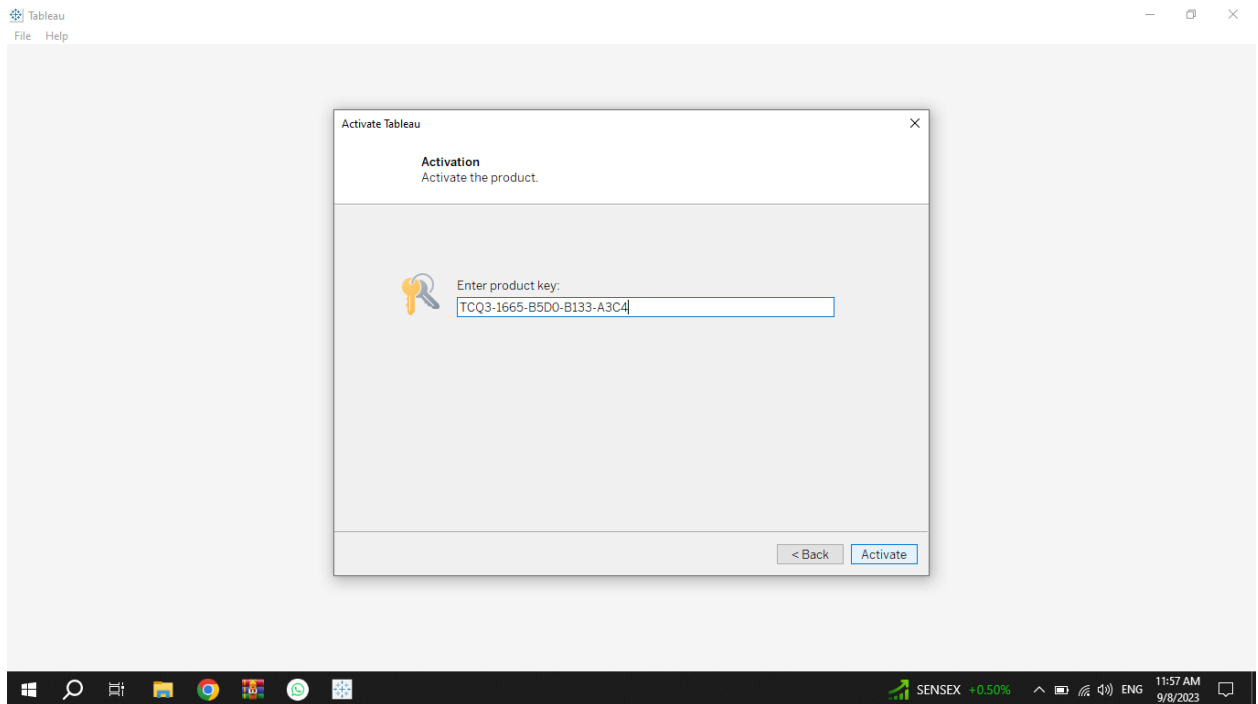 Tableau
File Help
Activate Tableau
Activation
Activate the product.
Enter product key:
TCQ3-1665-B5D0-B133-A3C4
< Back Activate
SENSEX +0.50% ENG 11:57 AM
9/8/2023